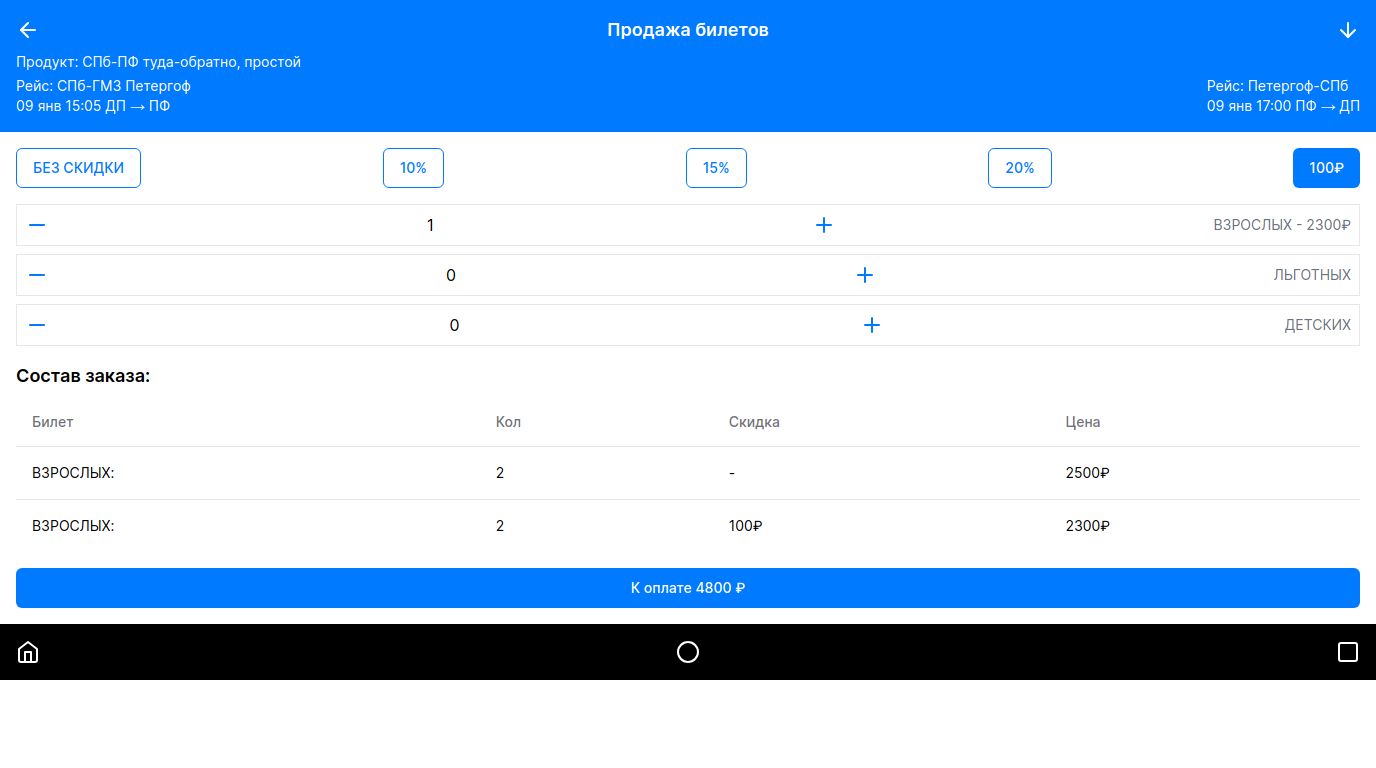 Продажа билетов
Продукт: СПб-ПФ туда-обратно, простой
Рейс: СПб-ГМЗ Петергоф
09 янв 15:05 ДП → ПФ
Рейс: Петергоф-СПб
09 янв 17:00 ПФ → ДП
БЕЗ СКИДКИ 10% 15% 20% 100₽
1 ВЗРОСЛЫХ - 2300₽
0 ЛЬГОТНЫХ
0 ДЕТСКИХ
Состав заказа:
Билет Кол Скидка Цена
ВЗРОСЛЫХ: 2 - 2500₽
ВЗРОСЛЫХ: 2 100₽ 2300₽
К оплате 4800 ₽